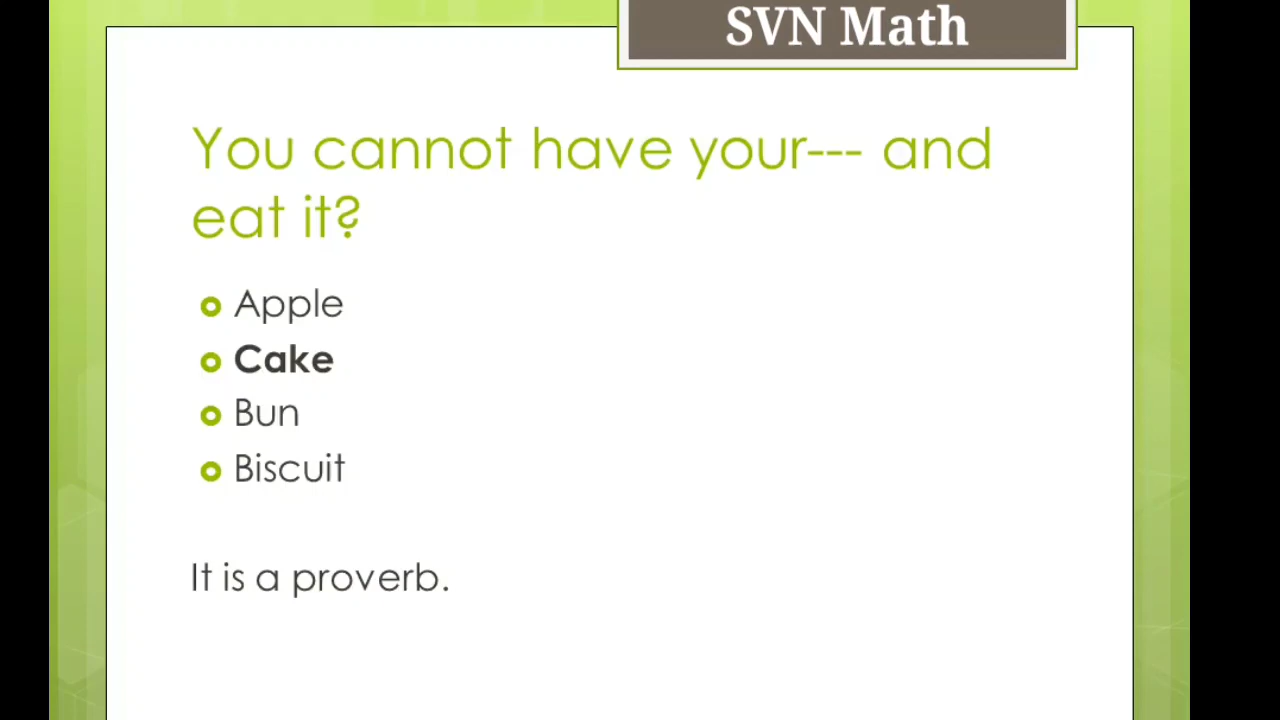 SVN Math
You cannot have your--- and
eat it?
Apple
Cake
Bun
Biscuit
It is a proverb.